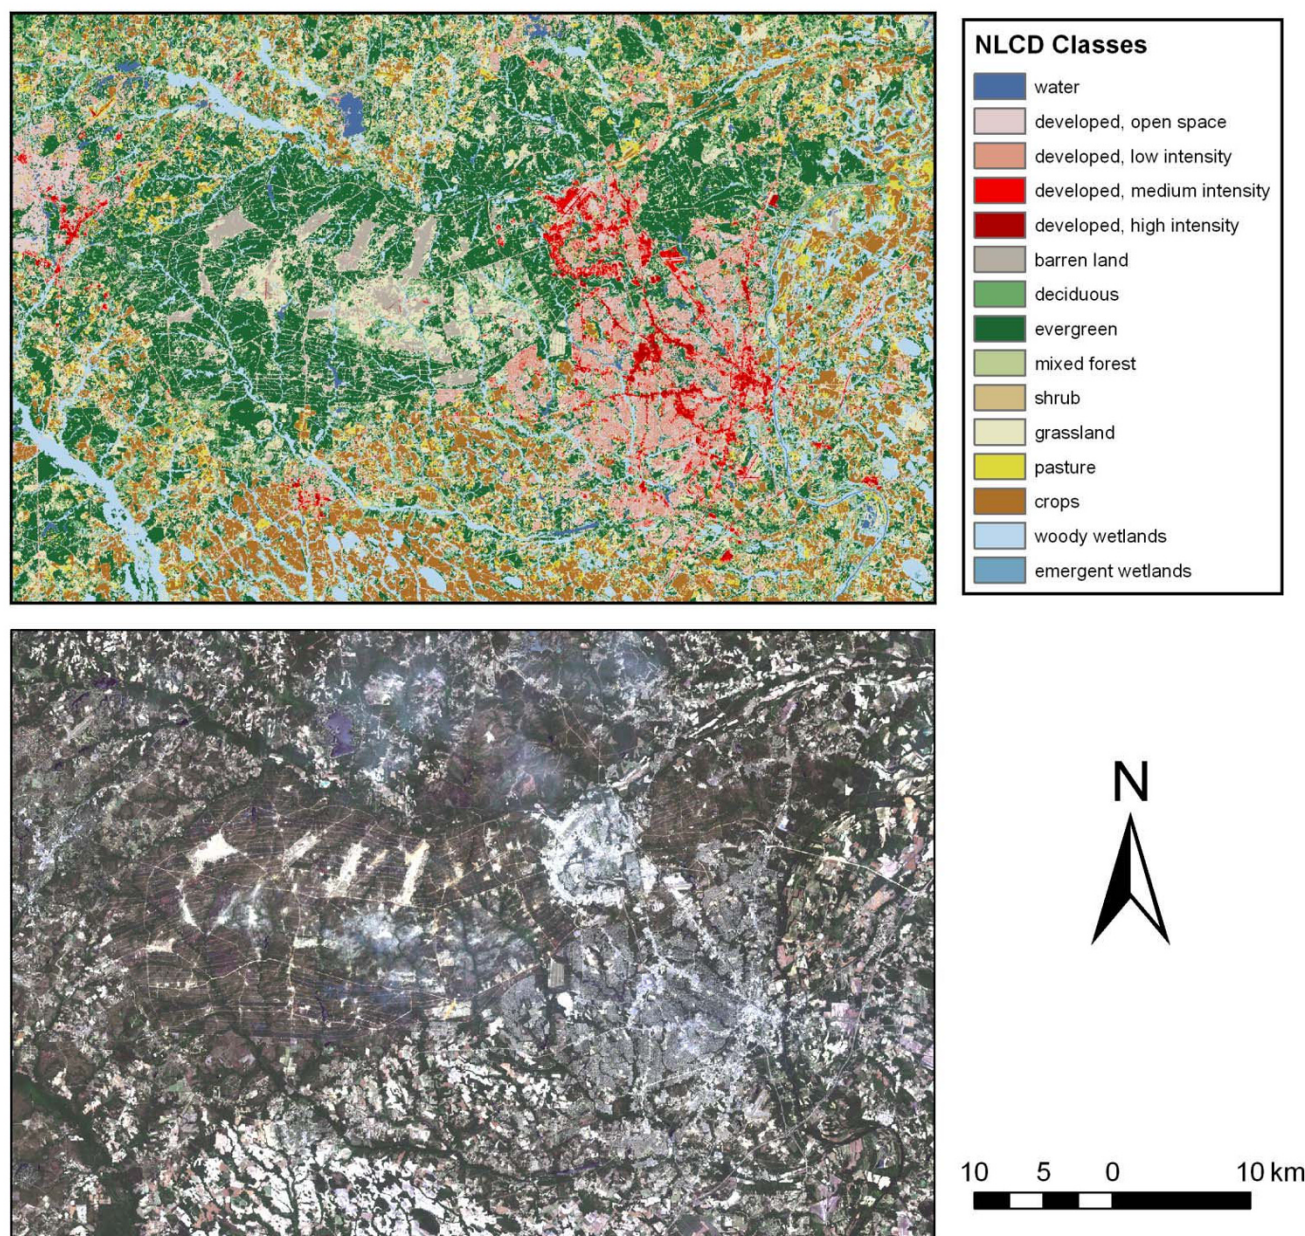 NLCD Classes
water
developed, open space
developed, low intensity
developed, medium intensity
developed, high intensity
barren land
deciduous
evergreen
mixed forest
shrub
grassland
pasture
crops
woody wetlands
emergent wetlands
N
10 5 0 10 km